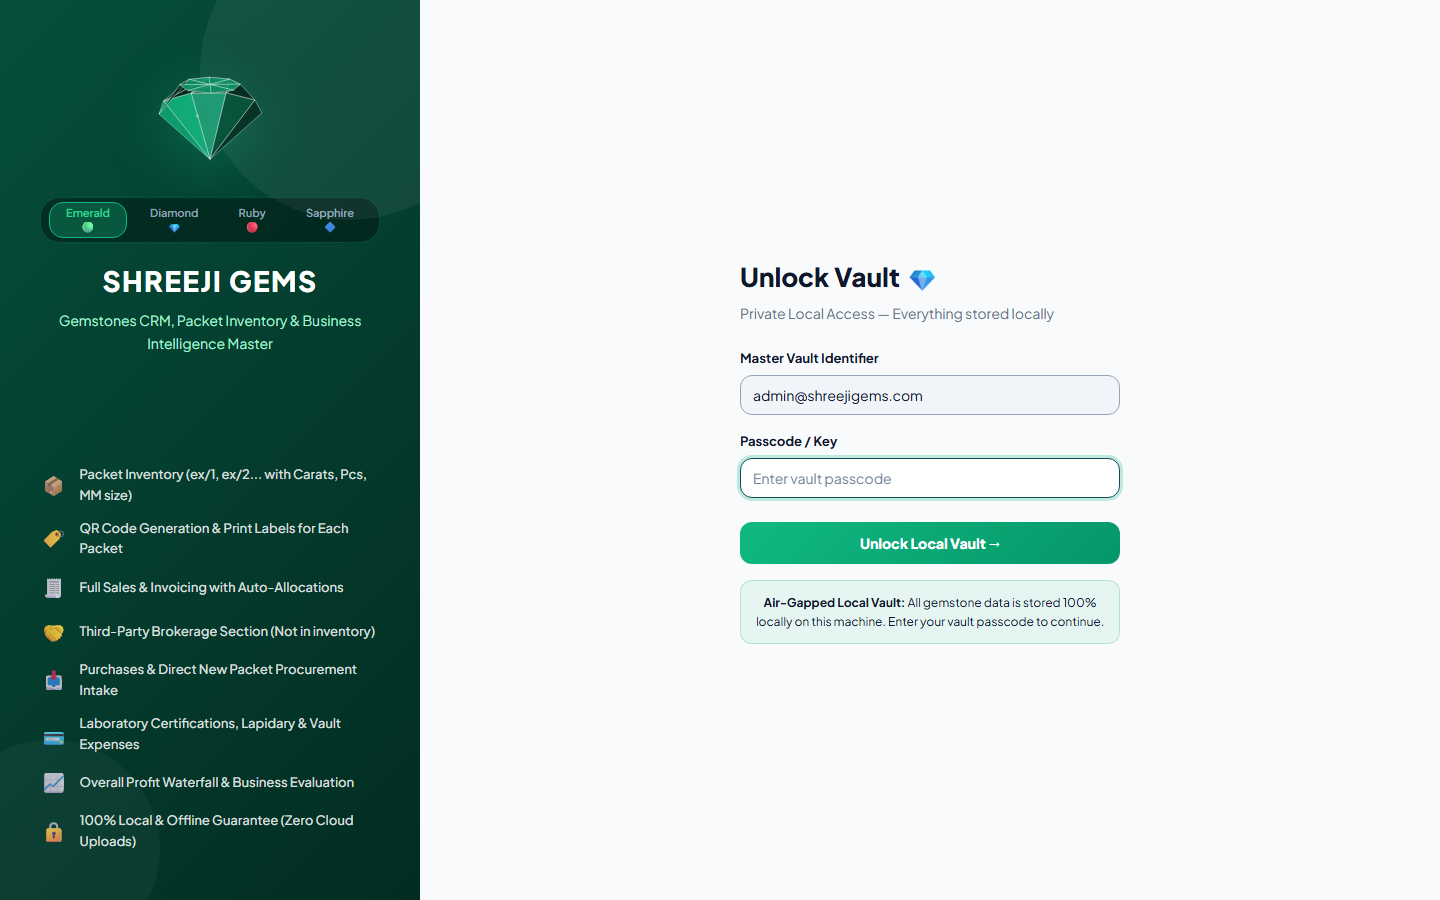 Emerald
Diamond
Ruby
Sapphire
SHREEJI GEMS
Gemstones CRM, Packet Inventory & Business
Intelligence Master
Packet Inventory (ex/1, ex/2... with Carats, Pcs,
MM size)
QR Code Generation & Print Labels for Each
Packet
Full Sales & Invoicing with Auto-Allocations
Third-Party Brokerage Section (Not in inventory)
Purchases & Direct New Packet Procurement
Intake
Laboratory Certifications, Lapidary & Vault
Expenses
Overall Profit Waterfall & Business Evaluation
100% Local & Offline Guarantee (Zero Cloud
Uploads)
Unlock Vault
Private Local Access — Everything stored locally
Master Vault Identifier
admin@shreejigems.com
Passcode / Key
Enter vault passcode
Unlock Local Vault →
Air-Gapped Local Vault: All gemstone data is stored 100%
locally on this machine. Enter your vault passcode to continue.